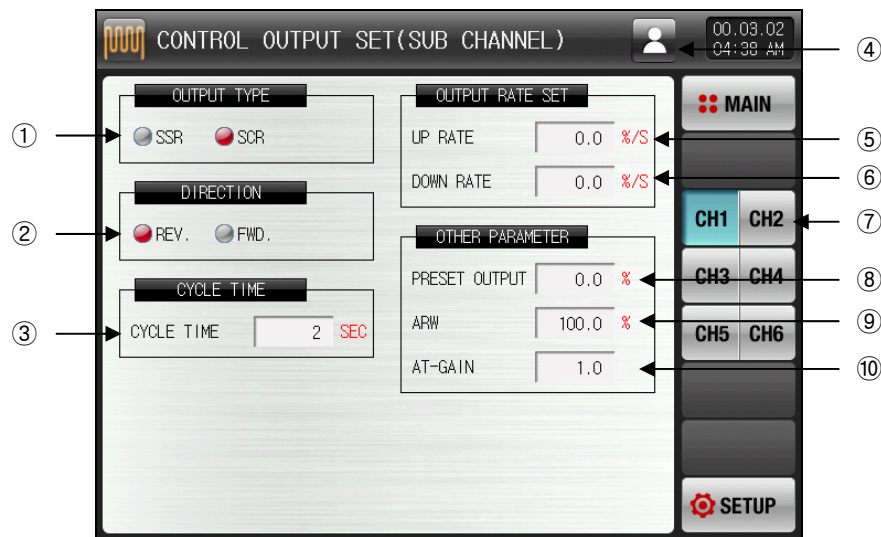 CONTROL OUTPUT SET(SUB CHANNEL)
00.03.02
04:38 AM
④
OUTPUT TYPE
① SSR SCR
DIRECTION
② REV. FWD.
CYCLE TIME
③ CYCLE TIME 2 SEC
OUTPUT RATE SET
UP RATE 0.0 %/S ⑤
DOWN RATE 0.0 %/S ⑥
OTHER PARAMETER
PRESET OUTPUT 0.0 % ⑧
ARW 100.0 % ⑨
AT-GAIN 1.0 ⑩
MAIN
CH1 CH2 ⑦
CH3 CH4
CH5 CH6
SETUP